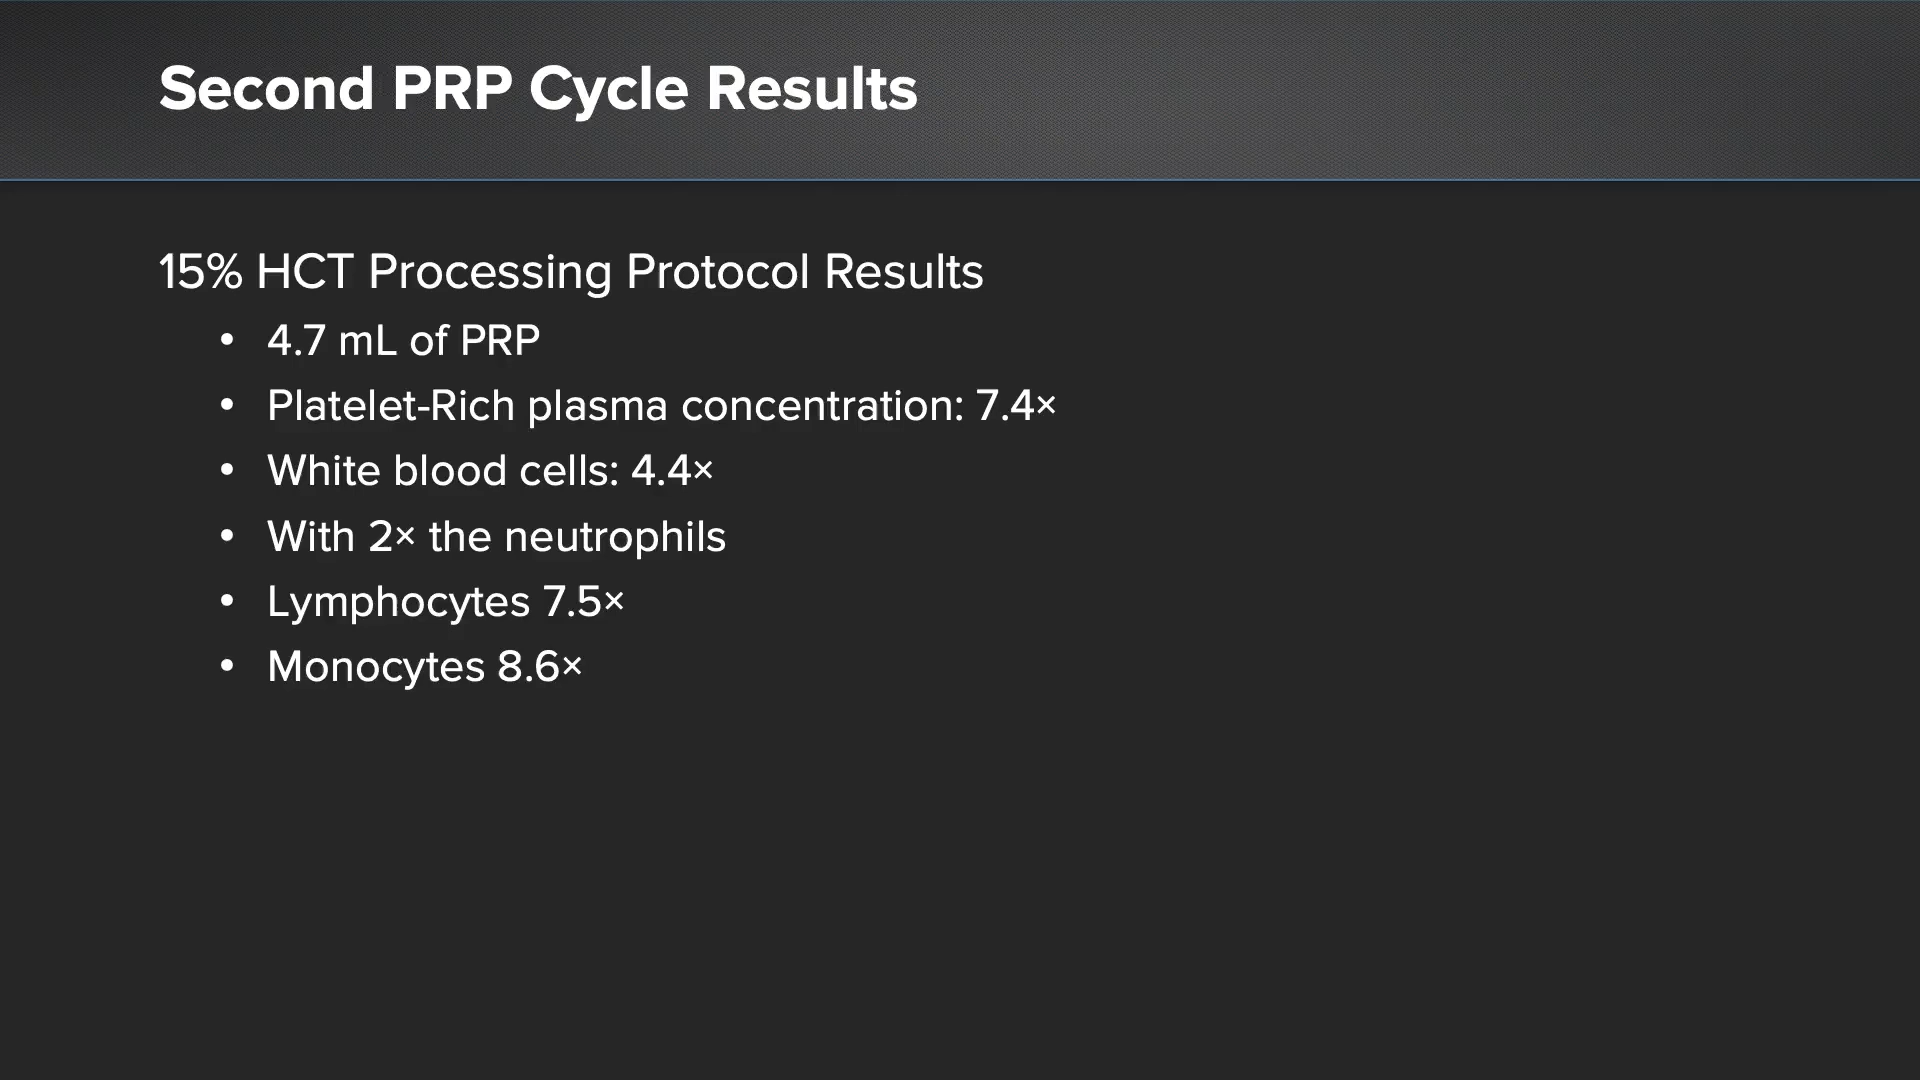 Second PRP Cycle Results
15% HCT Processing Protocol Results
• 4.7 mL of PRP
• Platelet-Rich plasma concentration: 7.4×
• White blood cells: 4.4×
• With 2× the neutrophils
• Lymphocytes 7.5×
• Monocytes 8.6×